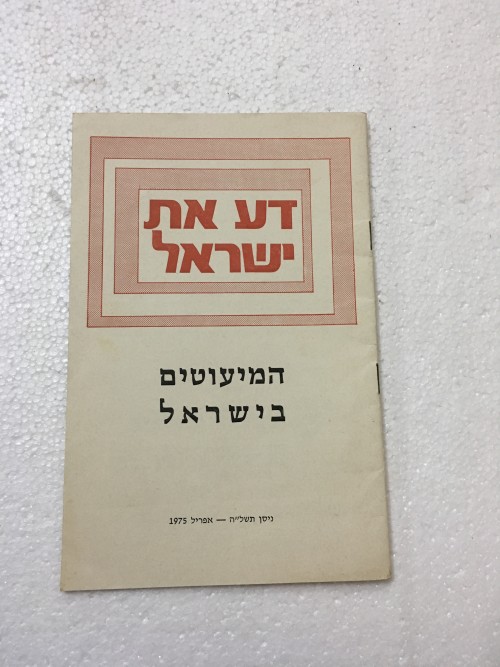 דע את
ישראל
המיעוטים
בישראל
ניסן תשל״ה — אפריל 1975